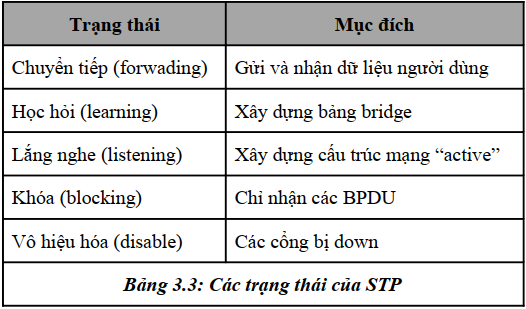 Trạng thái Mục đích
Chuyển tiếp (forwading) Gửi và nhận dữ liệu người dùng
Học hỏi (learning) Xây dựng bảng bridge
Lắng nghe (listening) Xây dựng cấu trúc mạng “active”
Khóa (blocking) Chỉ nhận các BPDU
Vô hiệu hóa (disable) Các cổng bị down
Bảng 3.3: Các trạng thái của STP